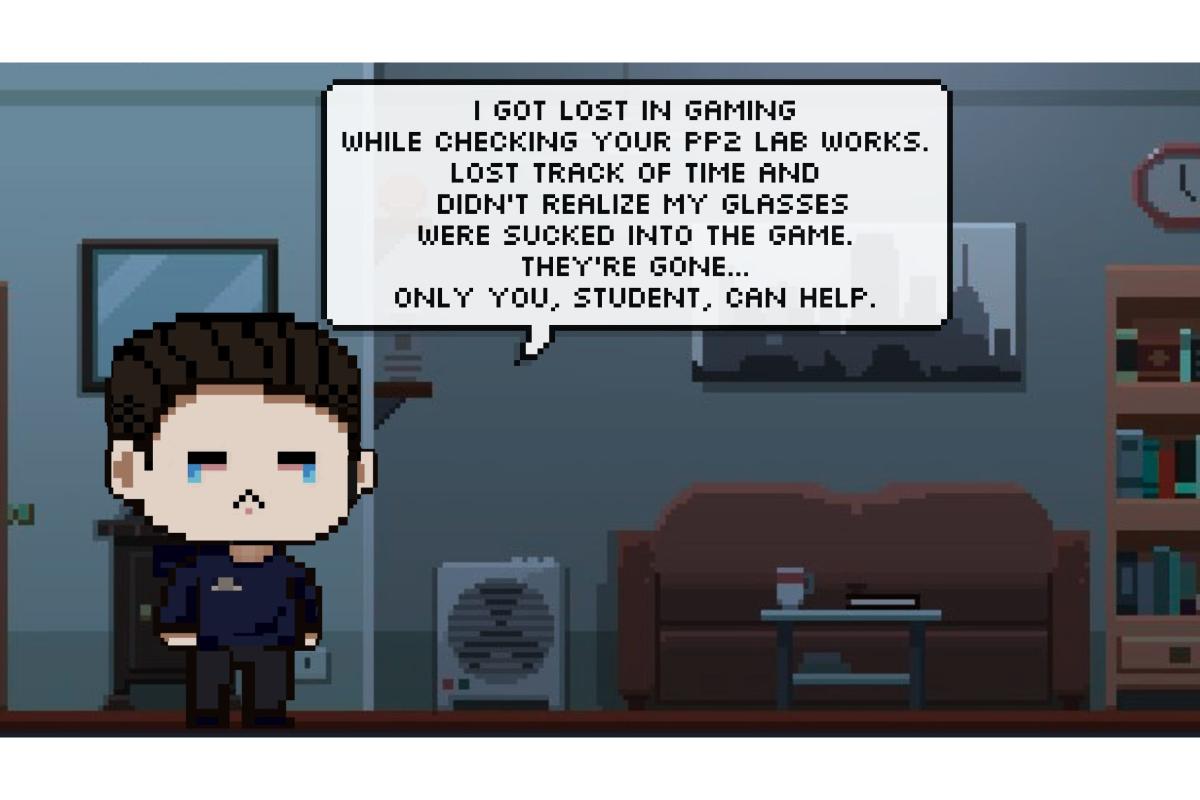 I GOT LOST IN GAMING
WHILE CHECKING YOUR PP2 LAB WORKS.
LOST TRACK OF TIME AND
DIDN'T REALIZE MY GLASSES
WERE SUCKED INTO THE GAME.
THEY'RE GONE...
ONLY YOU, STUDENT, CAN HELP.